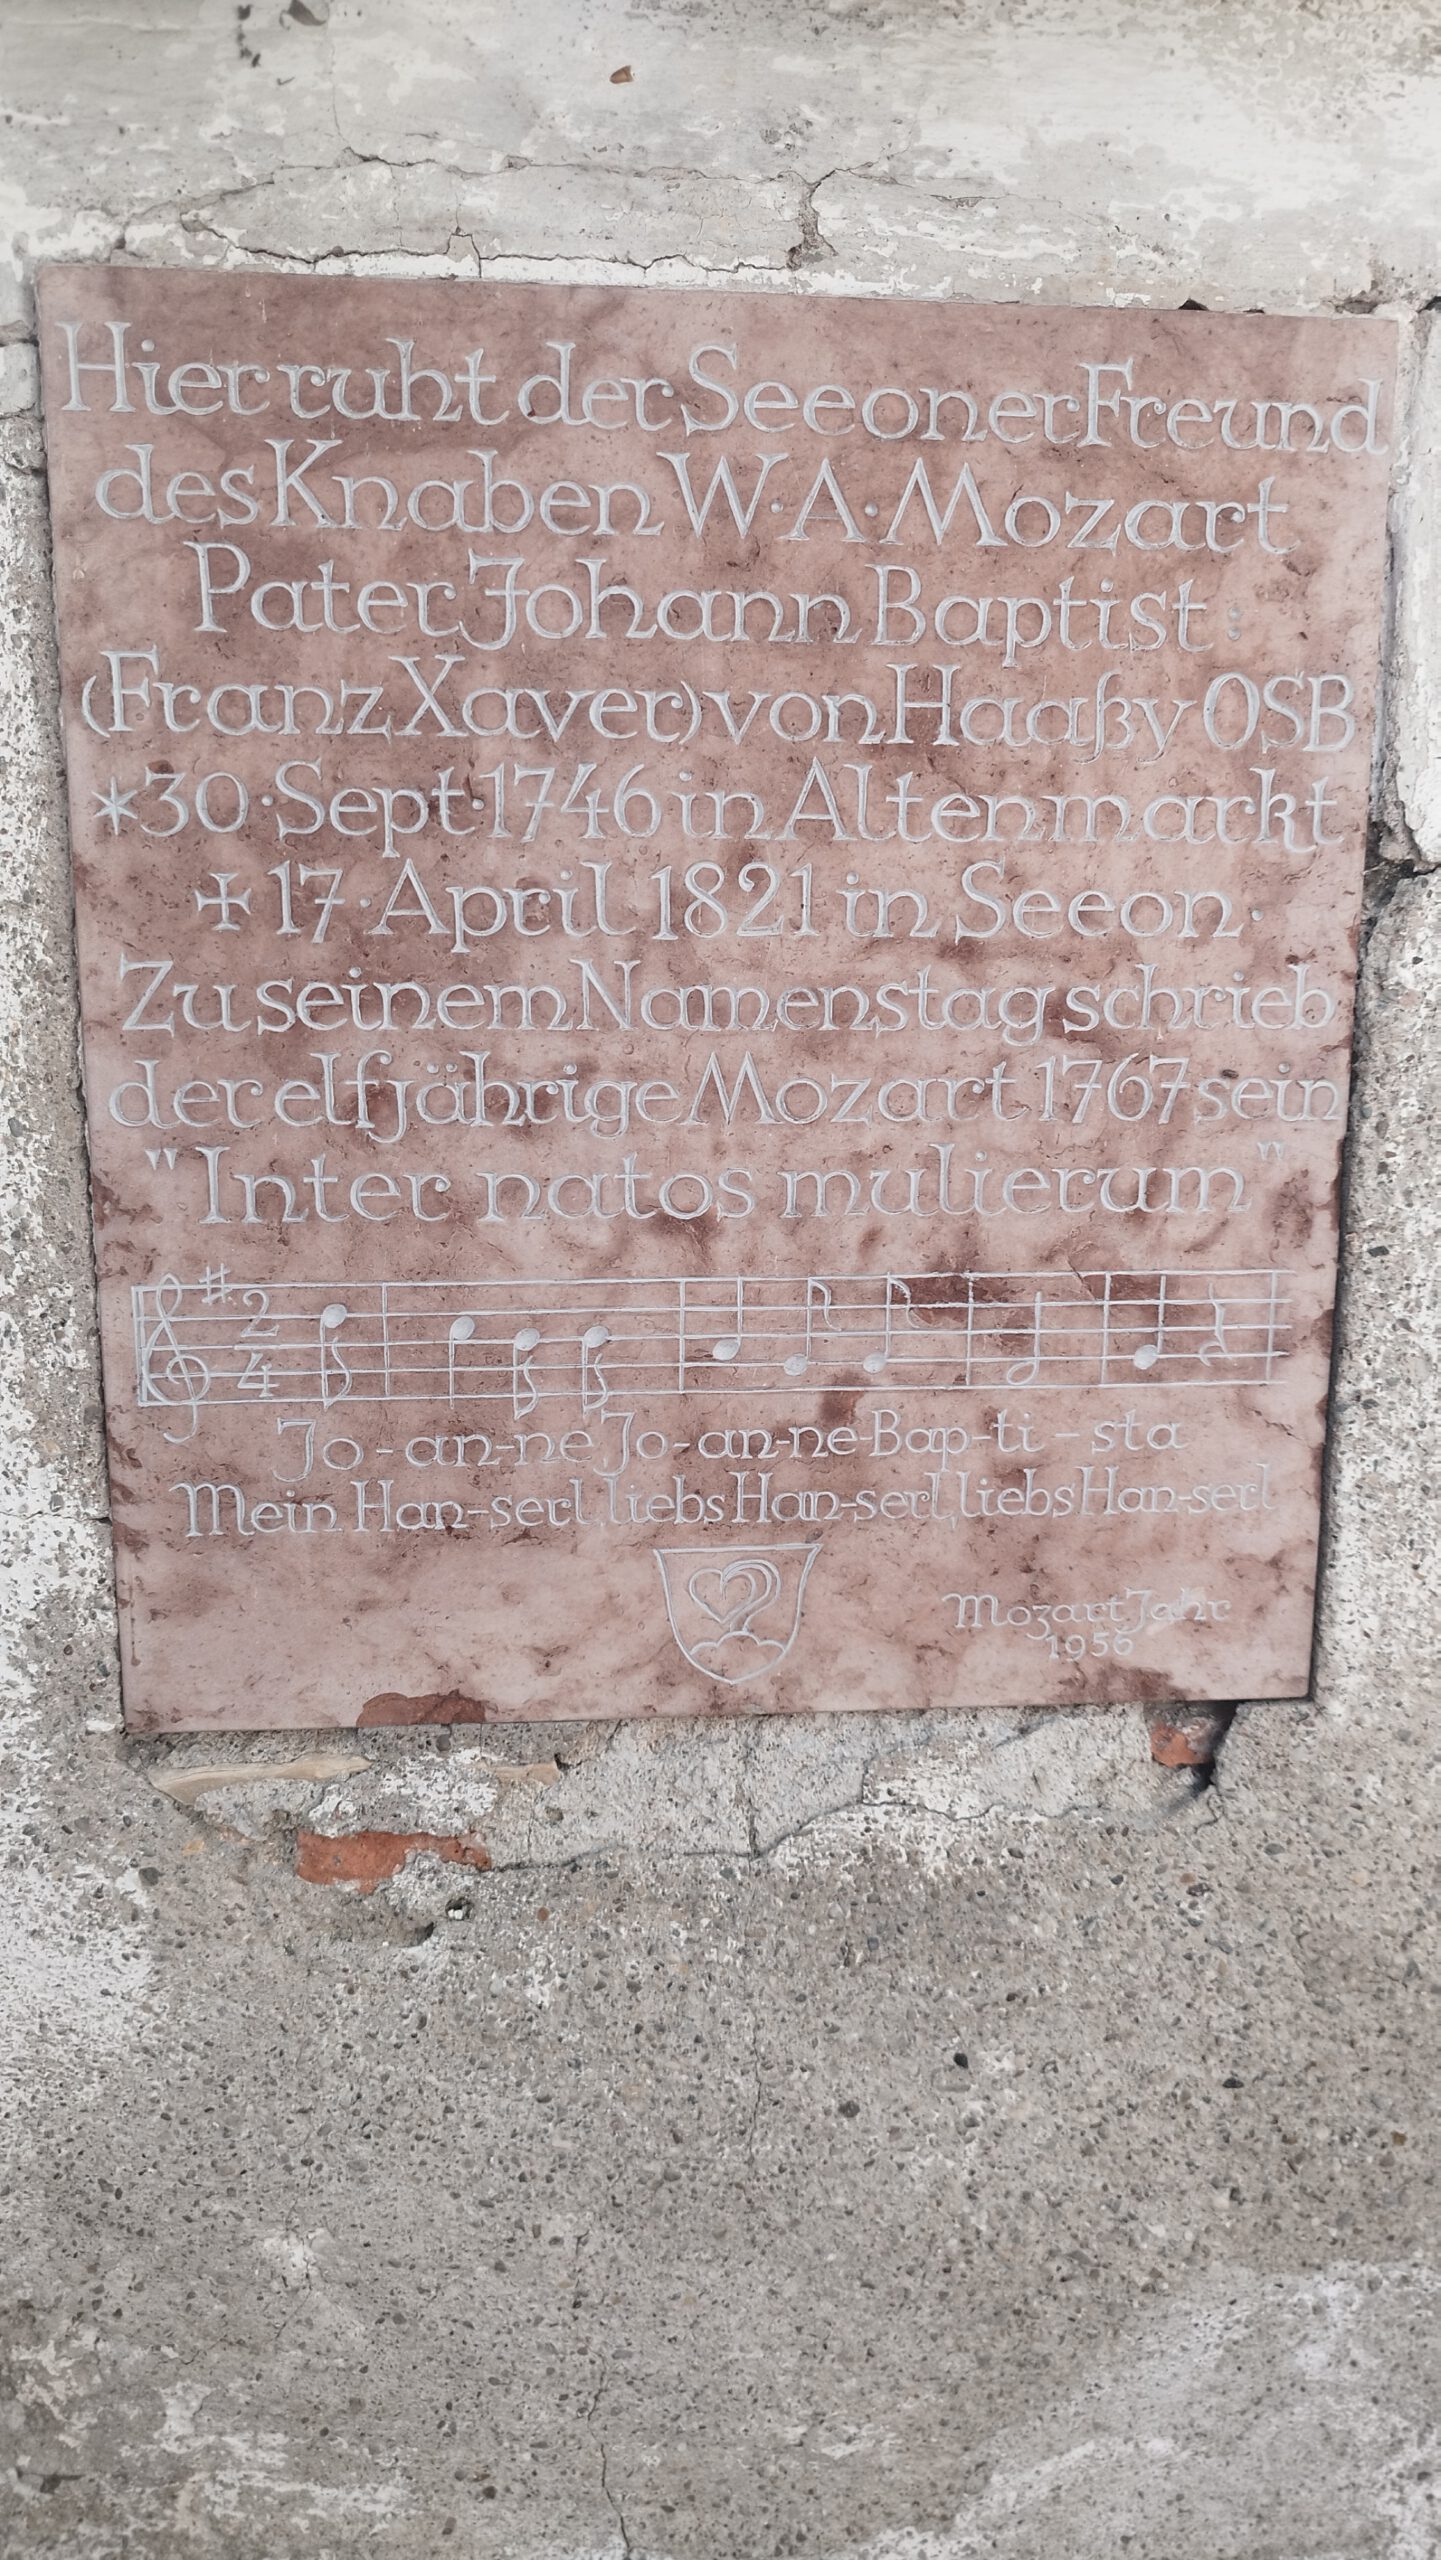 Hier ruht der Seeoner Freund
des Knaben W·A·Mozart
Pater Johann Baptist:
(Franz Xaver) von Haaßy OSB
*30·Sept·1746 in Altenmarkt
+17·April 1821 in Seeon·
Zu seinem Namenstag schrieb
der elfjährige Mozart 1767 sein
"Inter natos mulierum"
2
4
Jo-an-ne Jo-an-ne-Bap-ti-sta
Mein Han-serl, liebs Han-serl, liebs Han-serl
Mozart Jahr
1956